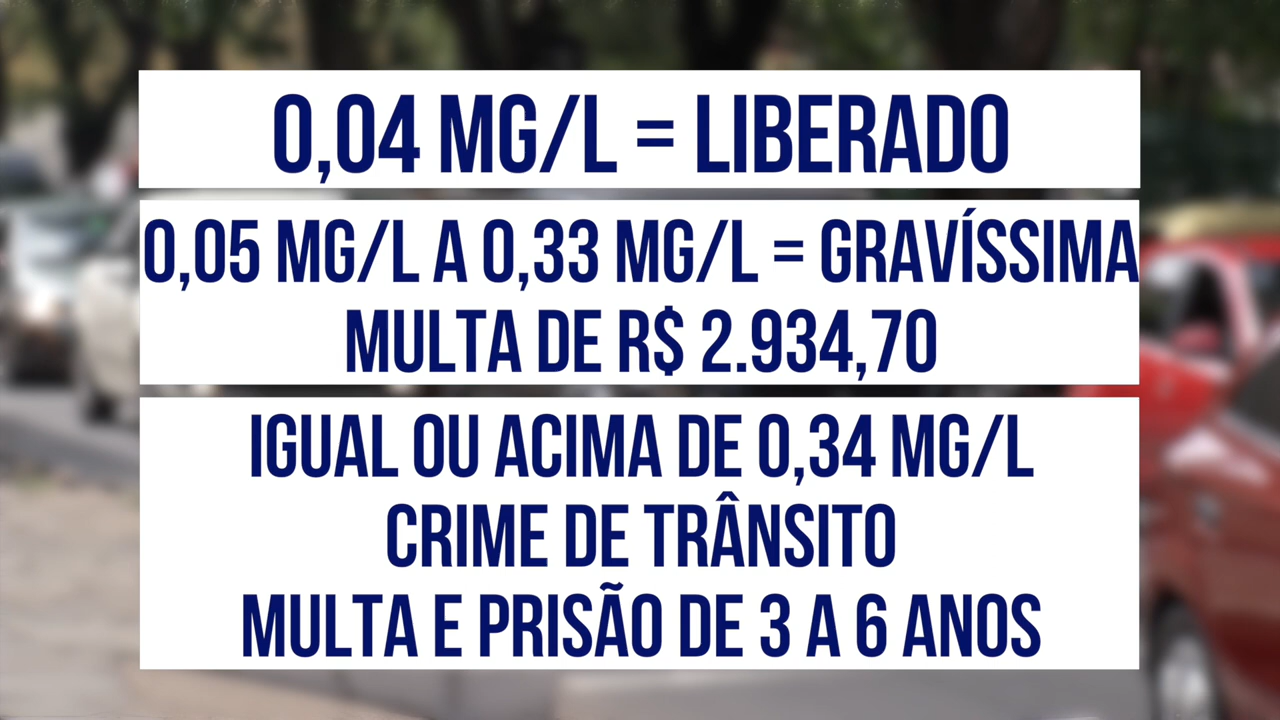 0,04 MG/L = LIBERADO
0,05 MG/L A 0,33 MG/L = GRAVÍSSIMA
MULTA DE R$ 2.934,70
IGUAL OU ACIMA DE 0,34 MG/L
CRIME DE TRÂNSITO
MULTA E PRISÃO DE 3 A 6 ANOS